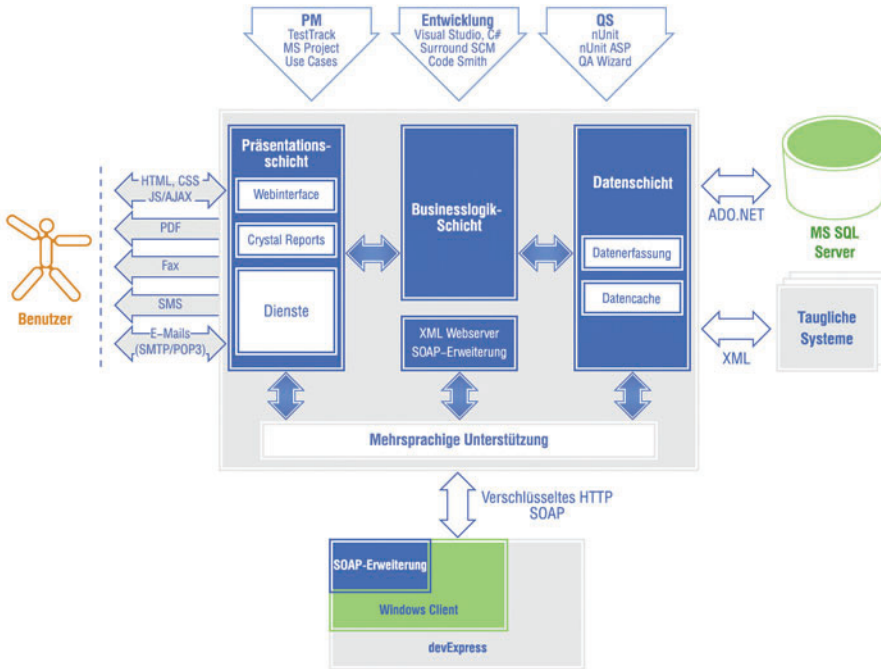 PM
TestTrack
MS Project
Use Cases
Entwicklung
Visual Studio, C#
Surround SCM
Code Smith
QS
nUnit
nUnit ASP
QA Wizard
Benutzer
HTML, CSS
JS/AJAX
PDF
Fax
SMS
E-Mails
(SMTP/POP3)
Präsentations-
schicht
Webinterface
Crystal Reports
Dienste
Businesslogik-
Schicht
XML Webserver
SOAP-Erweiterung
Datenschicht
Datenerfassung
Datencache
ADO.NET
MS SQL
Server
XML
Taugliche
Systeme
Mehrsprachige Unterstützung
Verschlüsseltes HTTP
SOAP
SOAP-Erweiterung
Windows Client
devExpress